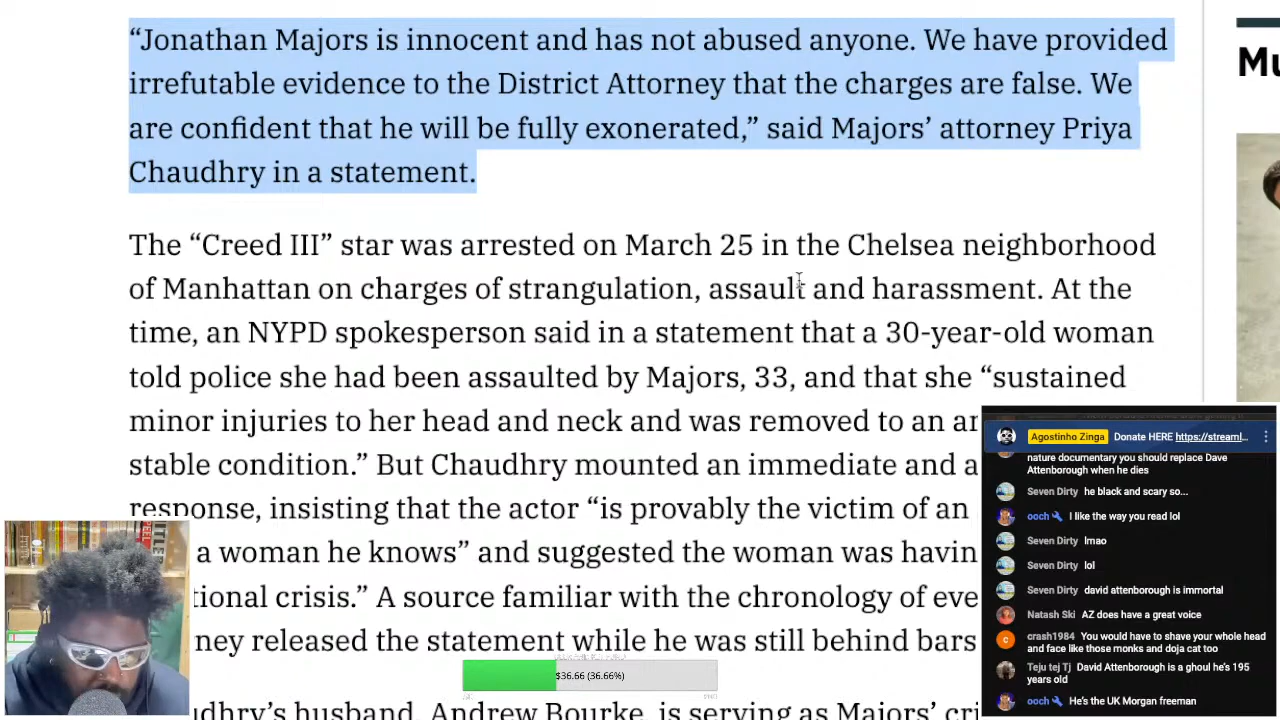 “Jonathan Majors is innocent and has not abused anyone. We have provided
irrefutable evidence to the District Attorney that the charges are false. We
are confident that he will be fully exonerated,” said Majors’ attorney Priya
Chaudhry in a statement.
Mu
The “Creed III” star was arrested on March 25 in the Chelsea neighborhood
of Manhattan on charges of strangulation, assault and harassment. At the
time, an NYPD spokesperson said in a statement that a 30-year-old woman
told police she had been assaulted by Majors, 33, and that she “sustained
minor injuries to her head and neck and was removed to an ar
stable condition.” But Chaudhry mounted an immediate and a
response, insisting that the actor “is provably the victim of an
a woman he knows” and suggested the woman was havin
tional crisis.” A source familiar with the chronology of eve
ney released the statement while he was still behind bars
udhry’s husband, Andrew Bourke, is serving as Majors’ cri
$36.66 (36.66%)
Agostinho Zinga Donate HERE https://streaml...
nature documentary you should replace Dave
Attenborough when he dies
Seven Dirty he black and scary so...
ooch I like the way you read lol
Seven Dirty lmao
Seven Dirty lol
Seven Dirty david attenborough is immortal
Natash Ski AZ does have a great voice
crash1984 You would have to shave your whole head
and face like those monks and doja cat too
Teju tej Tj David Attenborough is a ghoul he's 195
years old
ooch He's the UK Morgan freeman